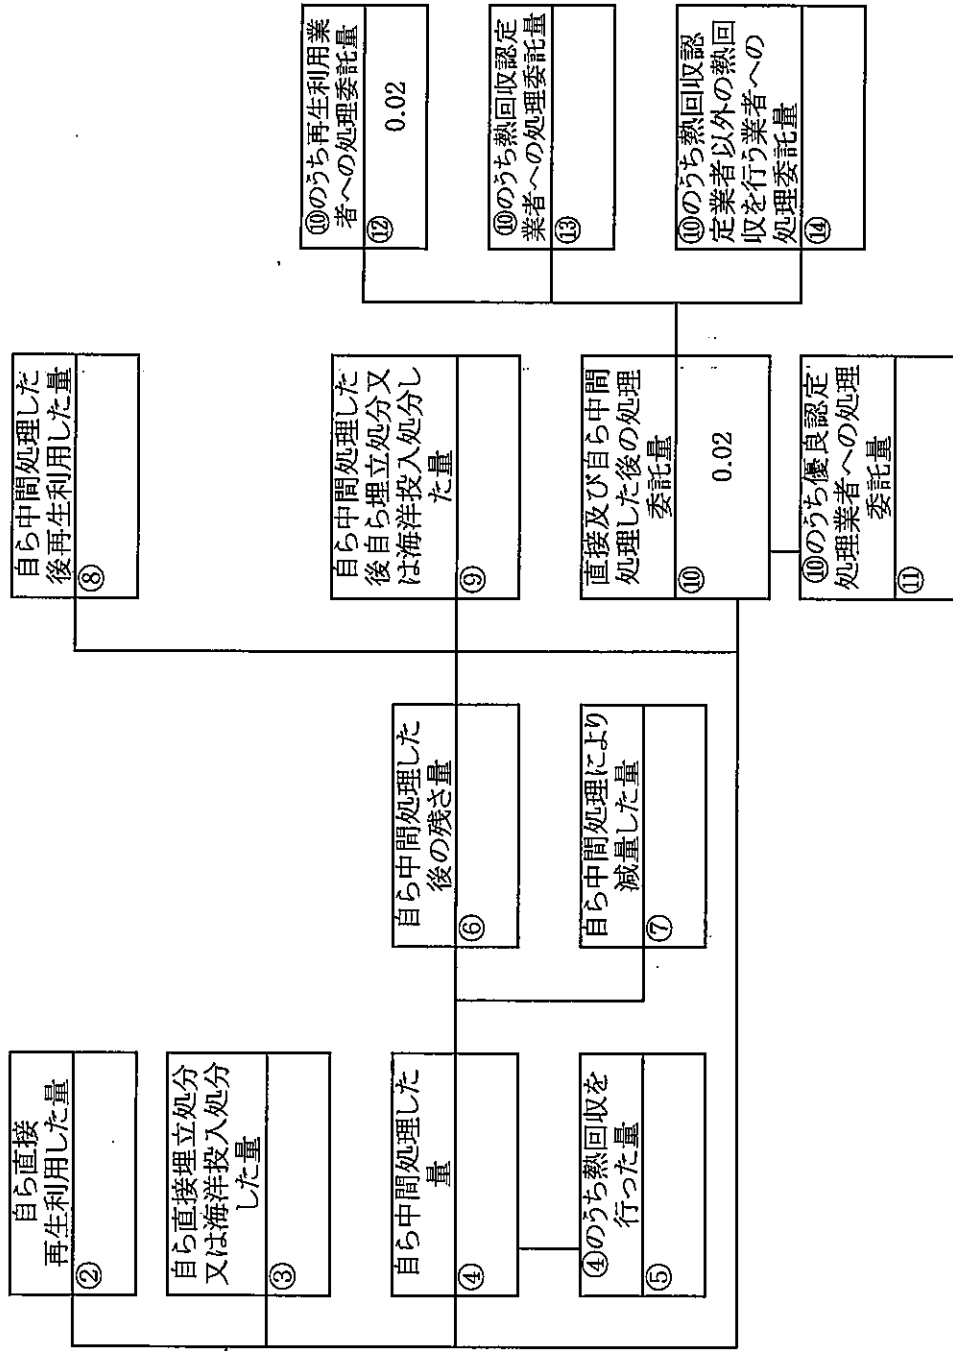 自ら直接
再生利用した量
②
自ら直接埋立処分
又は海洋投入処分
した量
③
自ら中間処理した
量
④
④のうち熱回収を
行った量
⑤
自ら中間処理した
後の残さ量
⑥
自ら中間処理により
減量した量
⑦
自ら中間処理した
後再生利用した量
⑧
自ら中間処理した
後自ら埋立処分又
は海洋投入処分し
た量
⑨
直接及び自ら中間
処理した後の処理
委託量
⑩
0.02
⑩のうち優良認定
処理業者への処理
委託量
⑪
⑩のうち再生利用業
者への処理委託量
⑫
0.02
⑩のうち熱回収認定
業者への処理委託量
⑬
⑩のうち熱回収認
定業者以外の熱回
収を行う業者への
処理委託量
⑭